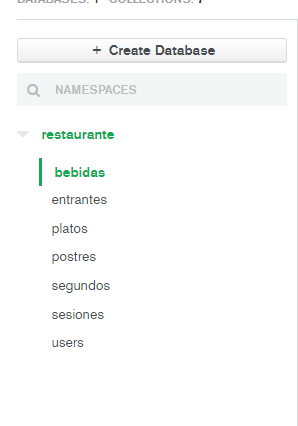 DATABASES: 1 COLLECTIONS: 7
+ Create Database
NAMESPACES
restaurante
bebidas
entrantes
platos
postres
segundos
sesiones
users